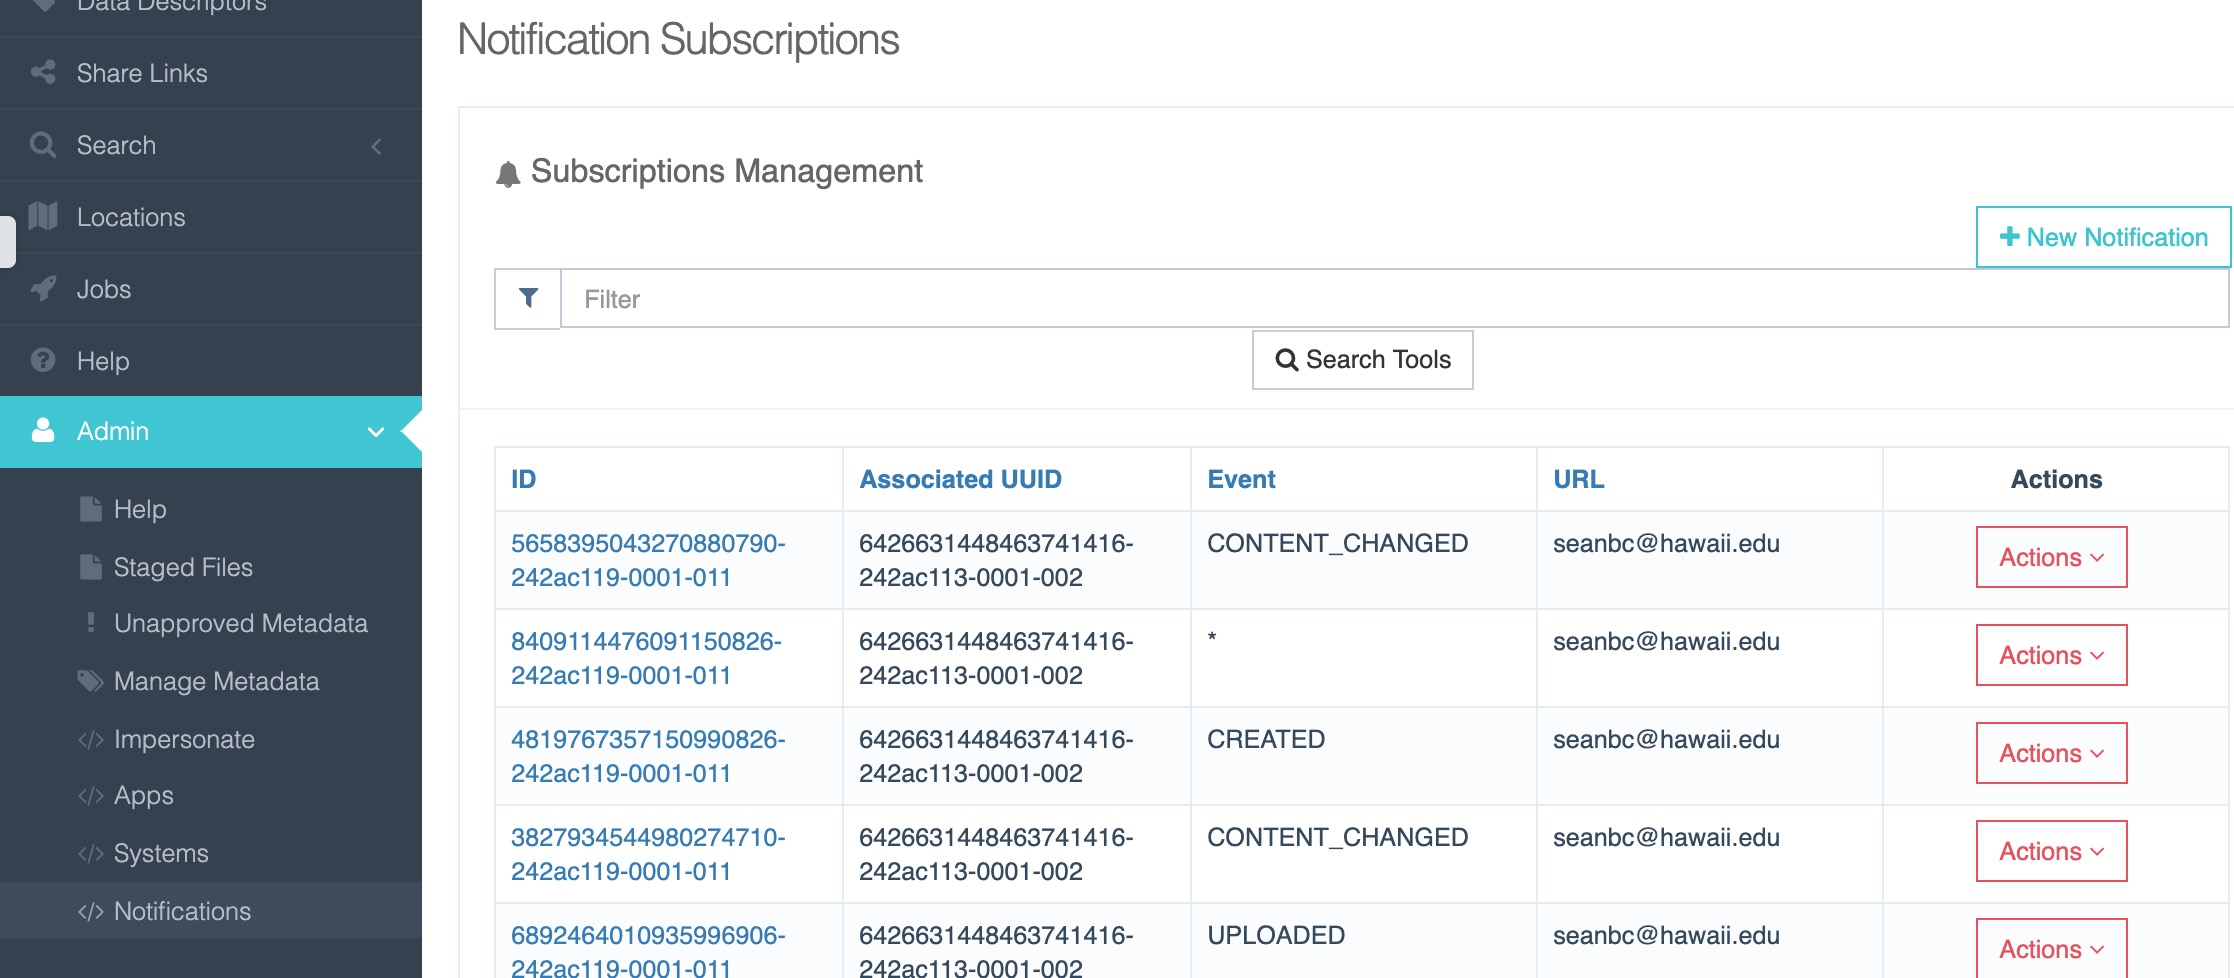 Data Descriptors
Share Links
Search
Locations
Jobs
Help
Admin
Help
Staged Files
Unapproved Metadata
Manage Metadata
Impersonate
Apps
Systems
Notifications
Notification Subscriptions
Subscriptions Management
New Notification
Filter
Search Tools
ID Associated UUID Event URL Actions
5658395043270880790- 6426631448463741416- CONTENT_CHANGED seanbc@hawaii.edu Actions
242ac119-0001-011 242ac113-0001-002
8409114476091150826- 6426631448463741416- * seanbc@hawaii.edu Actions
242ac119-0001-011 242ac113-0001-002
4819767357150990826- 6426631448463741416- CREATED seanbc@hawaii.edu Actions
242ac119-0001-011 242ac113-0001-002
3827934544980274710- 6426631448463741416- CONTENT_CHANGED seanbc@hawaii.edu Actions
242ac119-0001-011 242ac113-0001-002
6892464010935996906- 6426631448463741416- UPLOADED seanbc@hawaii.edu Actions
242ac119-0001-011 242ac113-0001-002